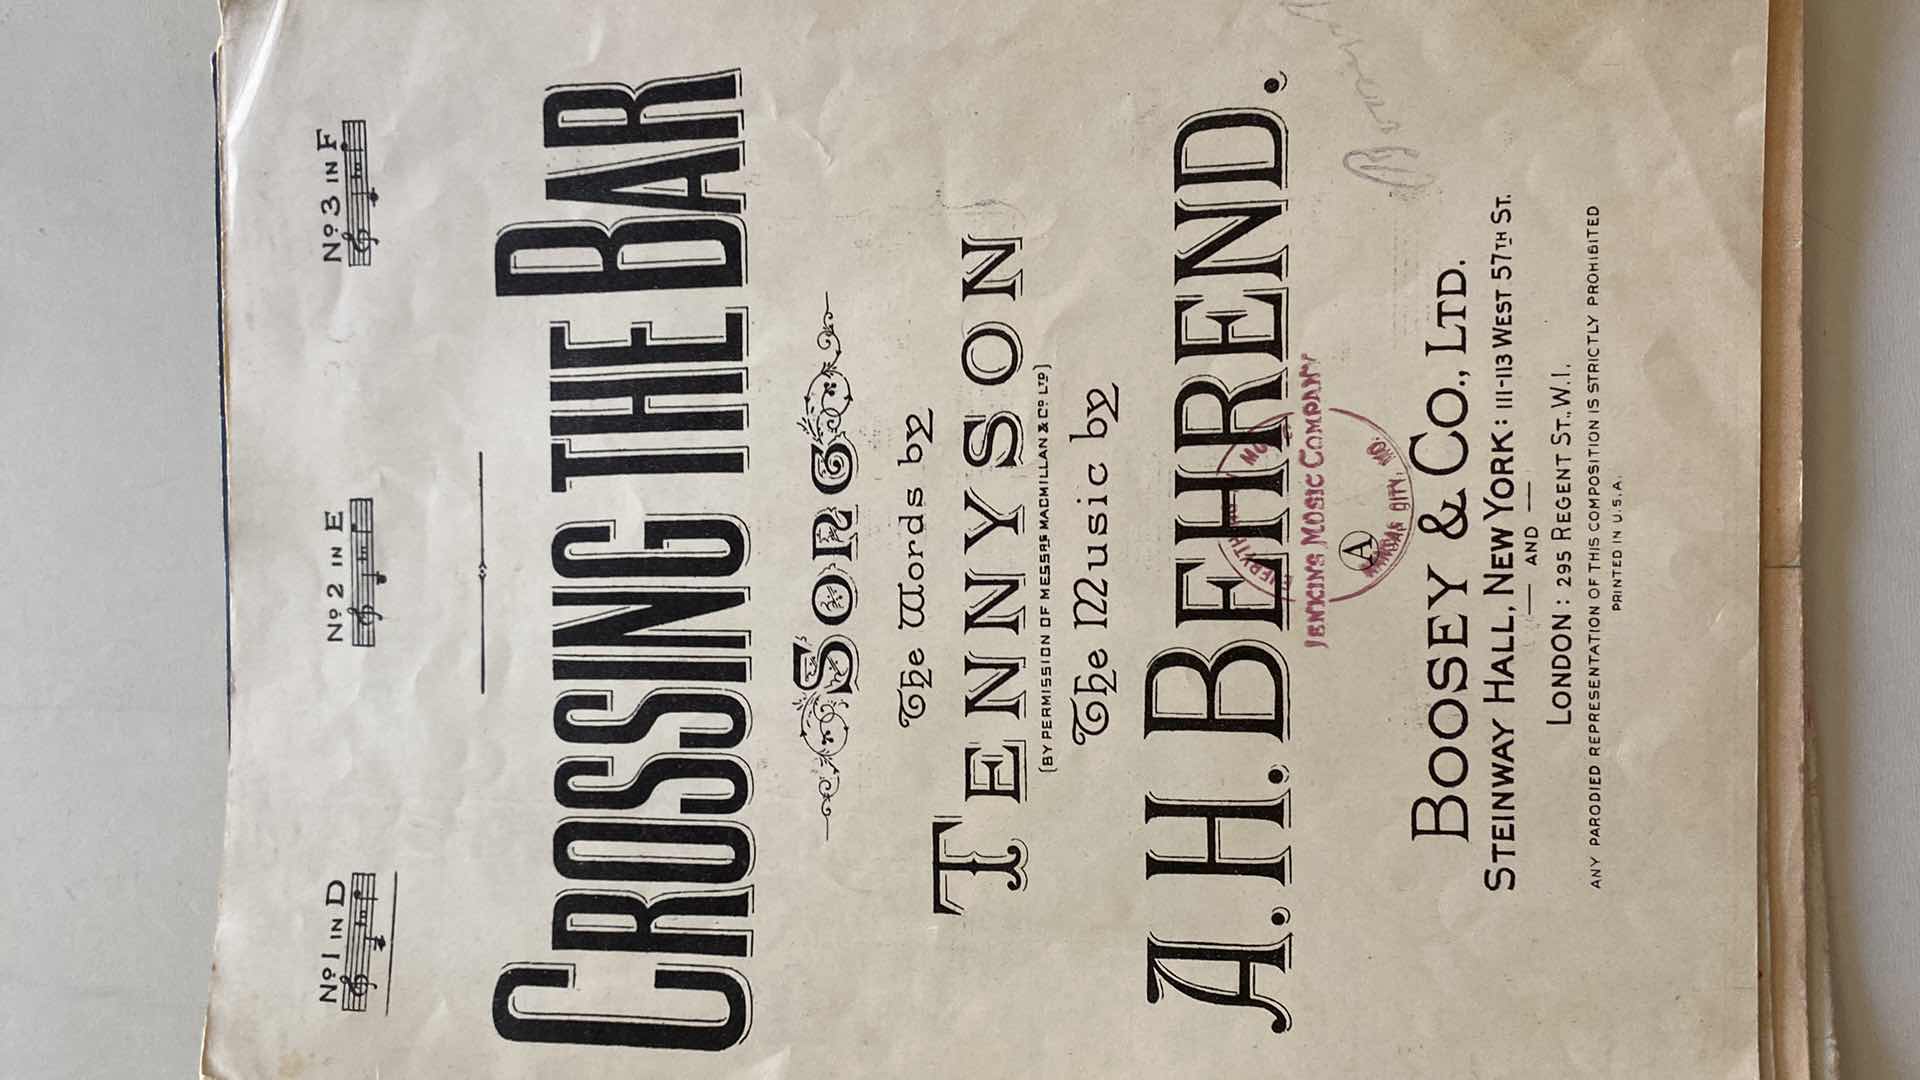 No 1 IN D
No 2 IN E
No 3 IN F
CROSSING THE BAR
SONG
The Words by
TENNYSON
(BY PERMISSION OF MESSRS MACMILLAN & CO LTD)
The Music by
A. H. BEHREND.
JENKINS MUSIC COMPANY
KANSAS CITY, MO.
A
BOOSEY & CO., LTD.
STEINWAY HALL, NEW YORK: 111-113 WEST 57TH ST.
AND
LONDON: 295 REGENT ST., W.1.
ANY PARODIED REPRESENTATION OF THIS COMPOSITION IS STRICTLY PROHIBITED
PRINTED IN U.S.A.